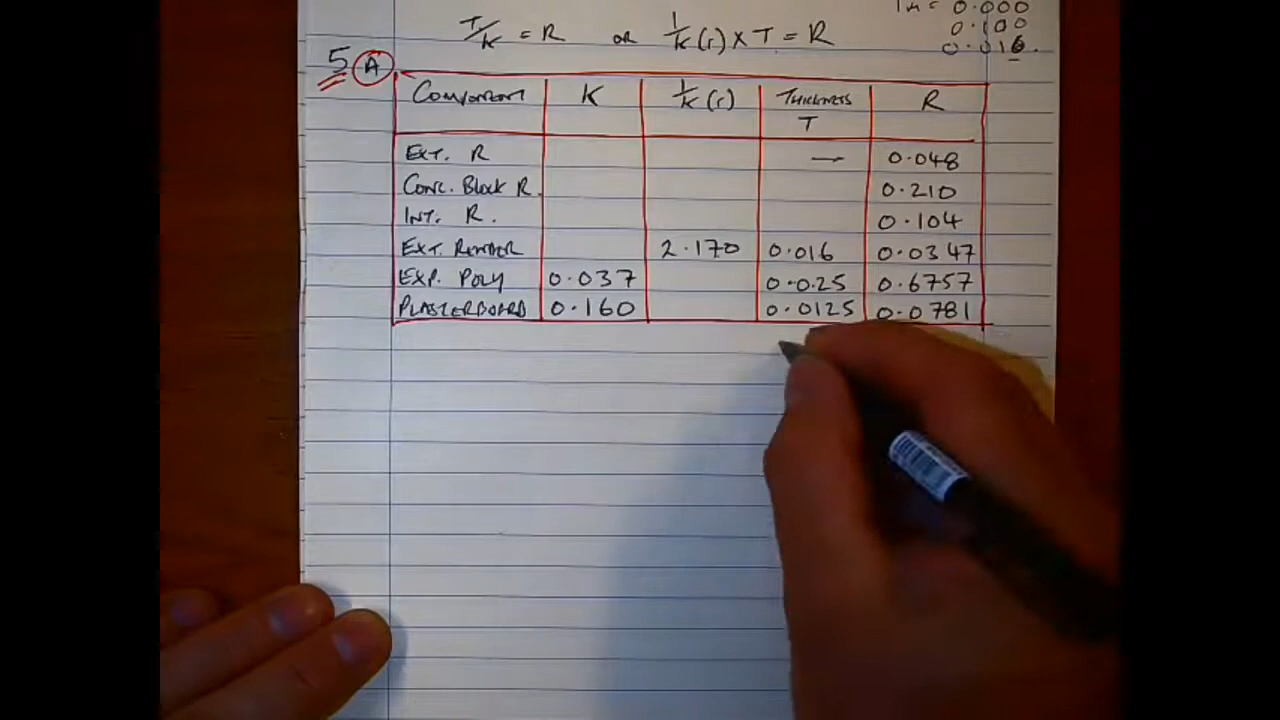 1m = 0.000
0.100
0.016.
T/K = R OR 1/K (r) x T = R
5 A
COMPONENT K 1/K (r) THICKNESS T R
EXT. R — 0.048
CONC. BLOCK R. 0.210
INT. R. 0.104
EXT. RENDER 2.170 0.016 0.0347
EXP. POLY 0.037 0.025 0.6757
PLASTERBOARD 0.160 0.0125 0.0781